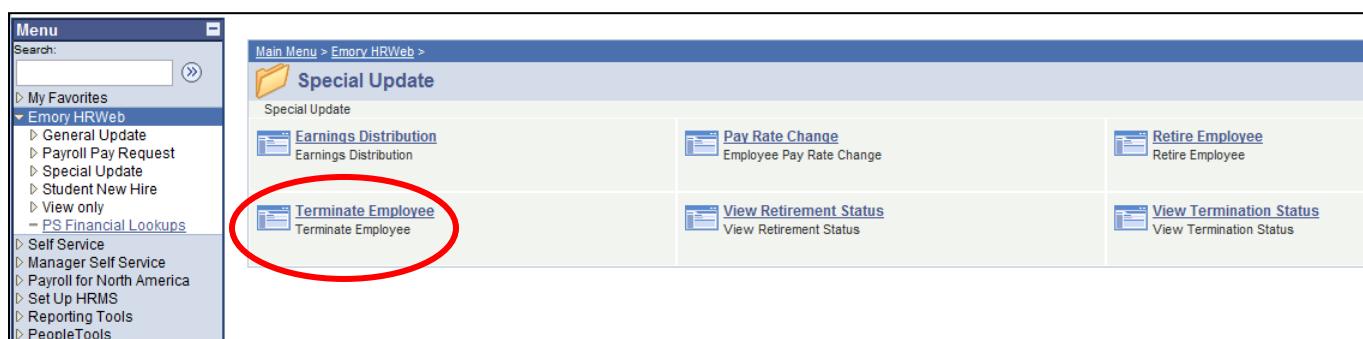 Menu
Search:
My Favorites
Emory HRWeb
General Update
Payroll Pay Request
Special Update
Student New Hire
View only
PS Financial Lookups
Self Service
Manager Self Service
Payroll for North America
Set Up HRMS
Reporting Tools
PeopleTools
Main Menu > Emory HRWeb >
Special Update
Special Update
Earnings Distribution
Earnings Distribution
Pay Rate Change
Employee Pay Rate Change
Retire Employee
Retire Employee
Terminate Employee
Terminate Employee
View Retirement Status
View Retirement Status
View Termination Status
View Termination Status